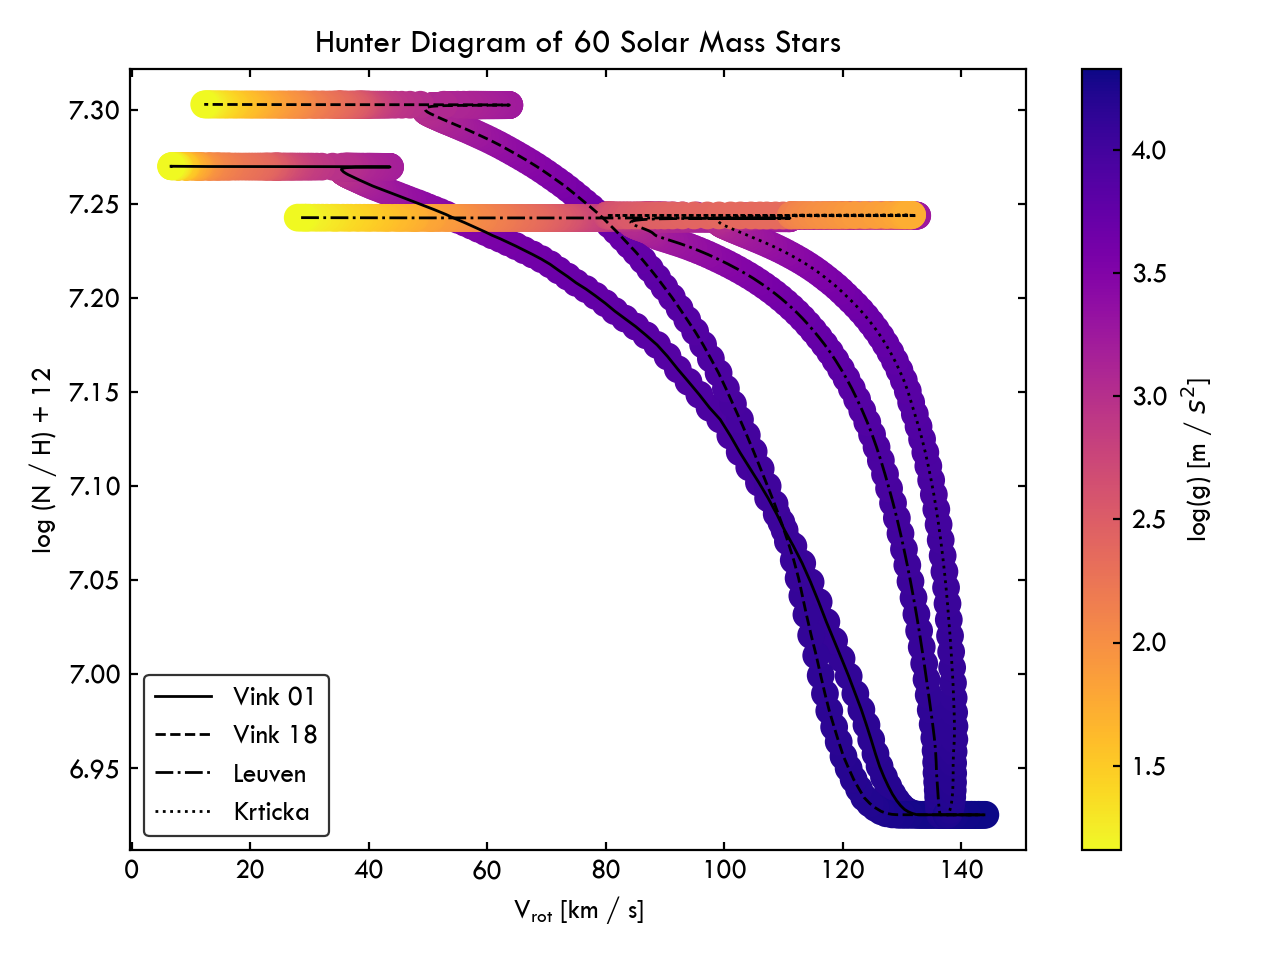 Hunter Diagram of 60 Solar Mass Stars
7.30
7.25
7.20
7.15
7.10
7.05
7.00
6.95
log (N / H) + 12
0 20 40 60 80 100 120 140
V_rot [km / s]
Vink 01
Vink 18
Leuven
Krticka
4.0
3.5
3.0
2.5
2.0
1.5
log(g) [m / s²]